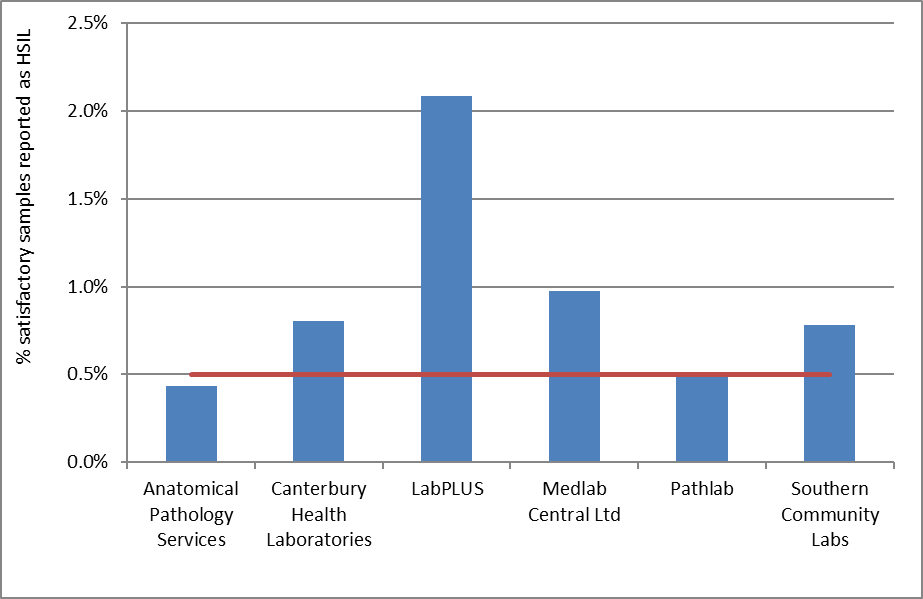 % satisfactory samples reported as HSIL
2.5%
2.0%
1.5%
1.0%
0.5%
0.0%
Anatomical
Pathology
Services
Canterbury
Health
Laboratories
LabPLUS
Medlab
Central Ltd
Pathlab
Southern
Community
Labs